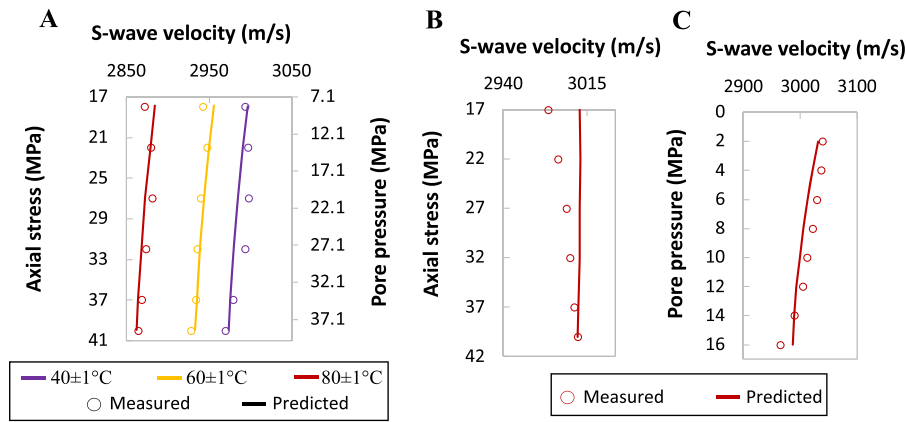 A
S-wave velocity (m/s)
2850 2950 3050
17 21 25 29 33 37 41
Axial stress (MPa)
7.1 12.1 17.1 22.1 27.1 32.1 37.1
Pore pressure (MPa)
40±1°C 60±1°C 80±1°C
Measured Predicted
B
S-wave velocity (m/s)
2940 3015
17 22 27 32 37 42
Axial stress (MPa)
C
S-wave velocity (m/s)
2900 3000 3100
0 2 4 6 8 10 12 14 16
Pore pressure (MPa)
Measured Predicted